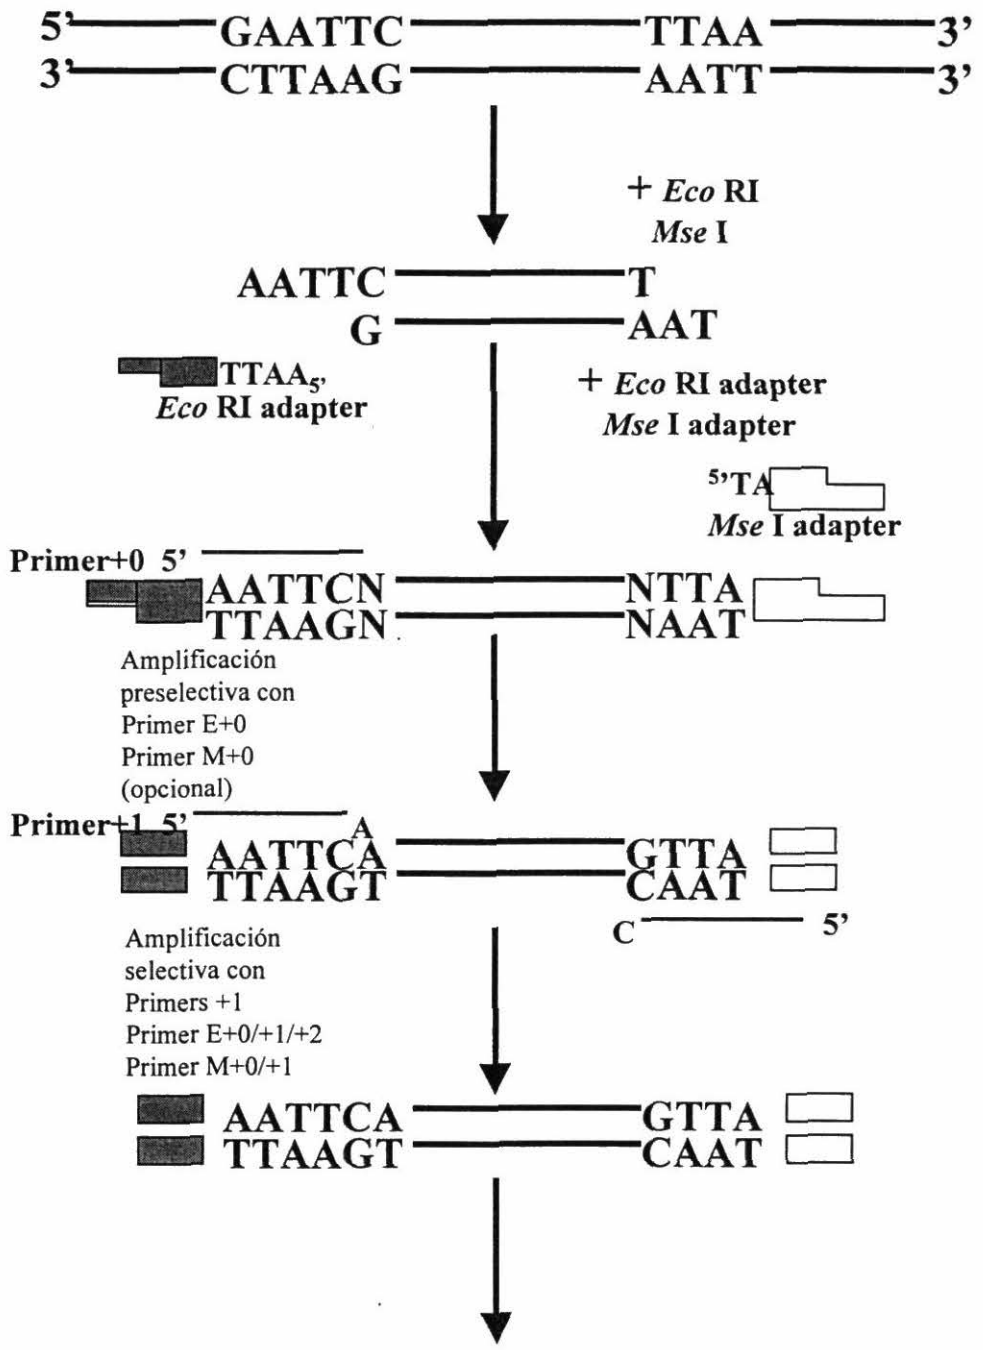 5' GAATTC TTAA 3'
3' CTTAAG AATT 3'
+ Eco RI
Mse I
AATTC T
G AAT
TTAA5'
Eco RI adapter
+ Eco RI adapter
Mse I adapter
5'TA
Mse I adapter
Primer+0 5'
AATTCN NTTA
TTAAGN NAAT
Amplificación
preselectiva con
Primer E+0
Primer M+0
(opcional)
Primer+1 5'
A
AATTCA GTTA
TTAAGT CAAT
C 5'
Amplificación
selectiva con
Primers +1
Primer E+0/+1/+2
Primer M+0/+1
AATTCA GTTA
TTAAGT CAAT